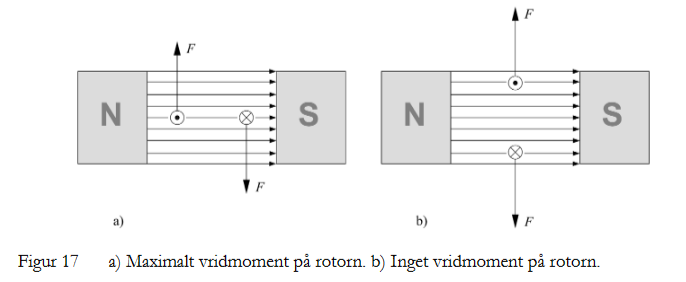 F
F
N
S
N
S
F
F
a)
b)
Figur 17 a) Maximalt vridmoment på rotorn. b) Inget vridmoment på rotorn.